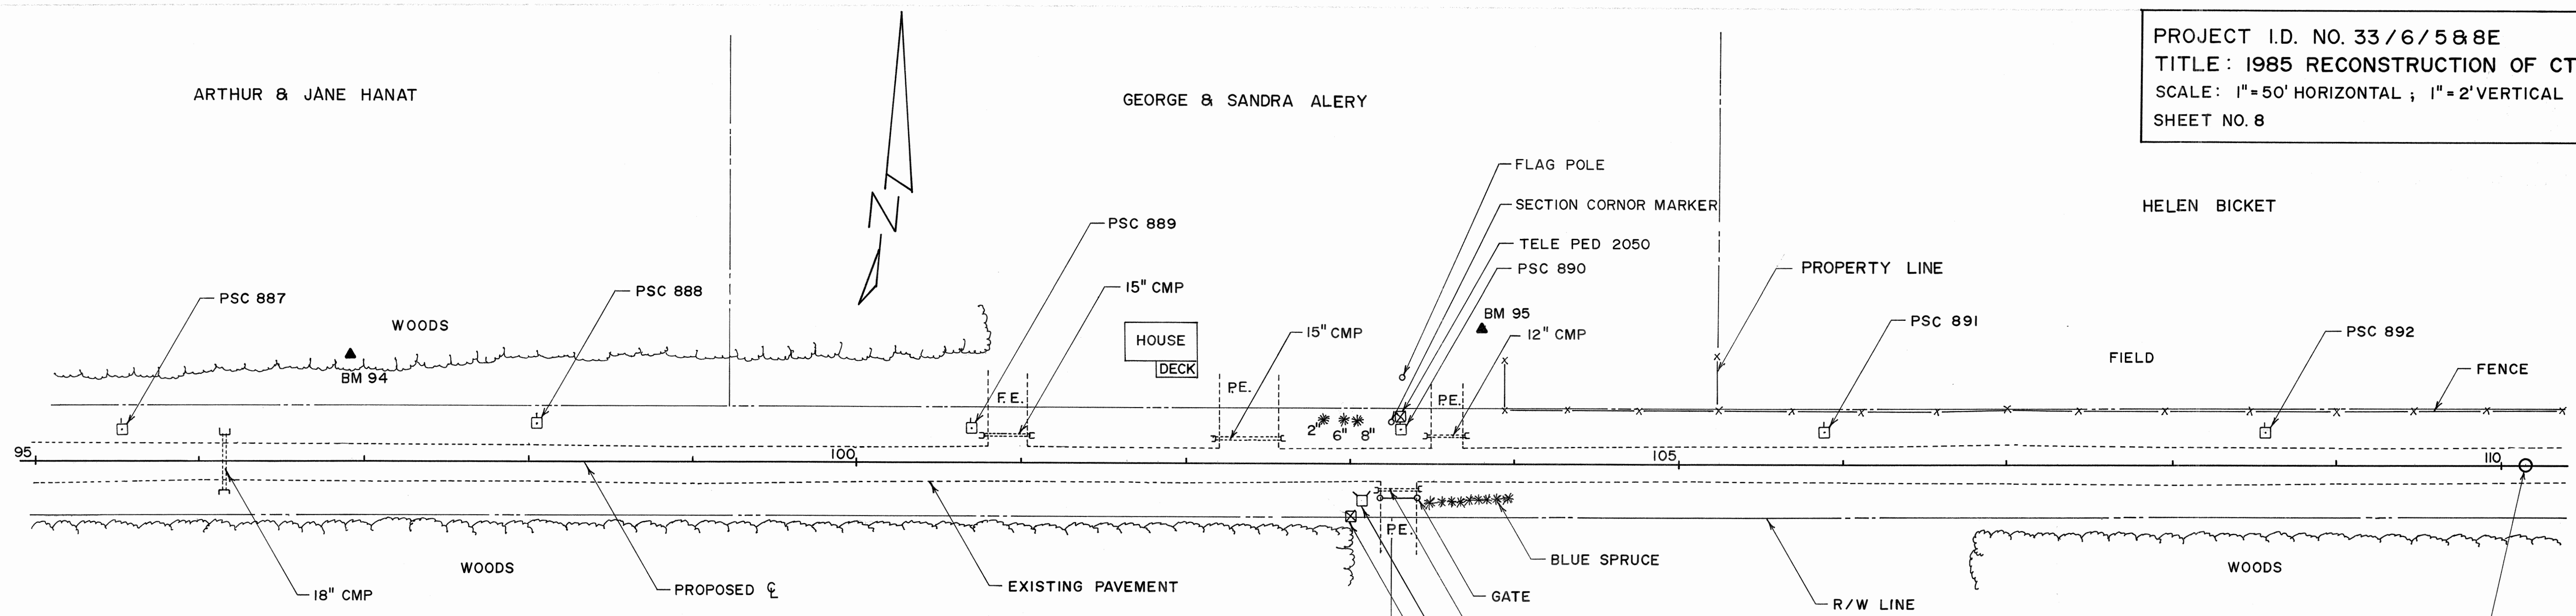 PROJECT I.D. NO. 33/6/5&8E
TITLE: 1985 RECONSTRUCTION OF CT
SCALE: 1"=50' HORIZONTAL; 1"=2' VERTICAL
SHEET NO. 8
ARTHUR & JANE HANAT
GEORGE & SANDRA ALERY
HELEN BICKET
N
FLAG POLE
SECTION CORNOR MARKER
TELE PED 2050
PSC 890
PSC 889
15" CMP
PROPERTY LINE
PSC 887
PSC 888
WOODS
BM 94
HOUSE
DECK
15" CMP
BM 95
12" CMP
PSC 891
PSC 892
FIELD
FENCE
F.E.
P.E.
P.E.
2"
6"
8"
95
100
105
110
P.E.
WOODS
18" CMP
PROPOSED ℄
EXISTING PAVEMENT
BLUE SPRUCE
GATE
R/W LINE
WOODS